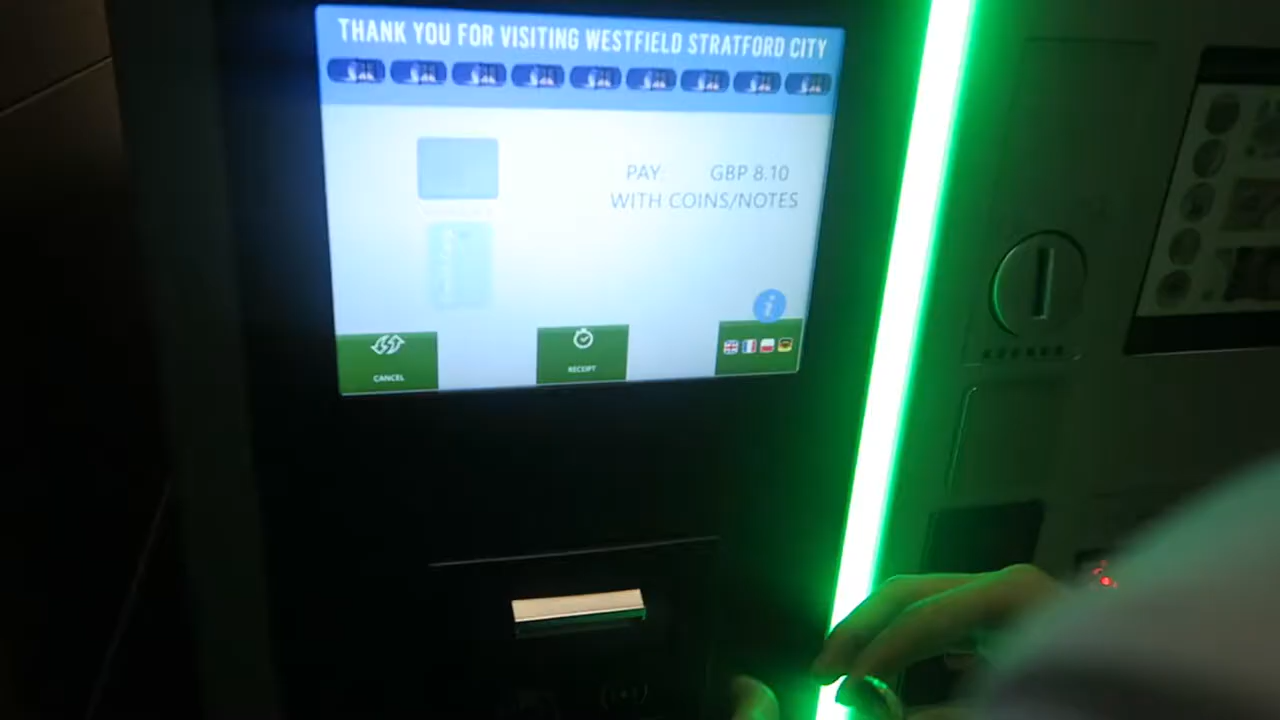 THANK YOU FOR VISITING WESTFIELD STRATFORD CITY
PAY: GBP 8.10
WITH COINS/NOTES
CANCEL
RECEIPT
i